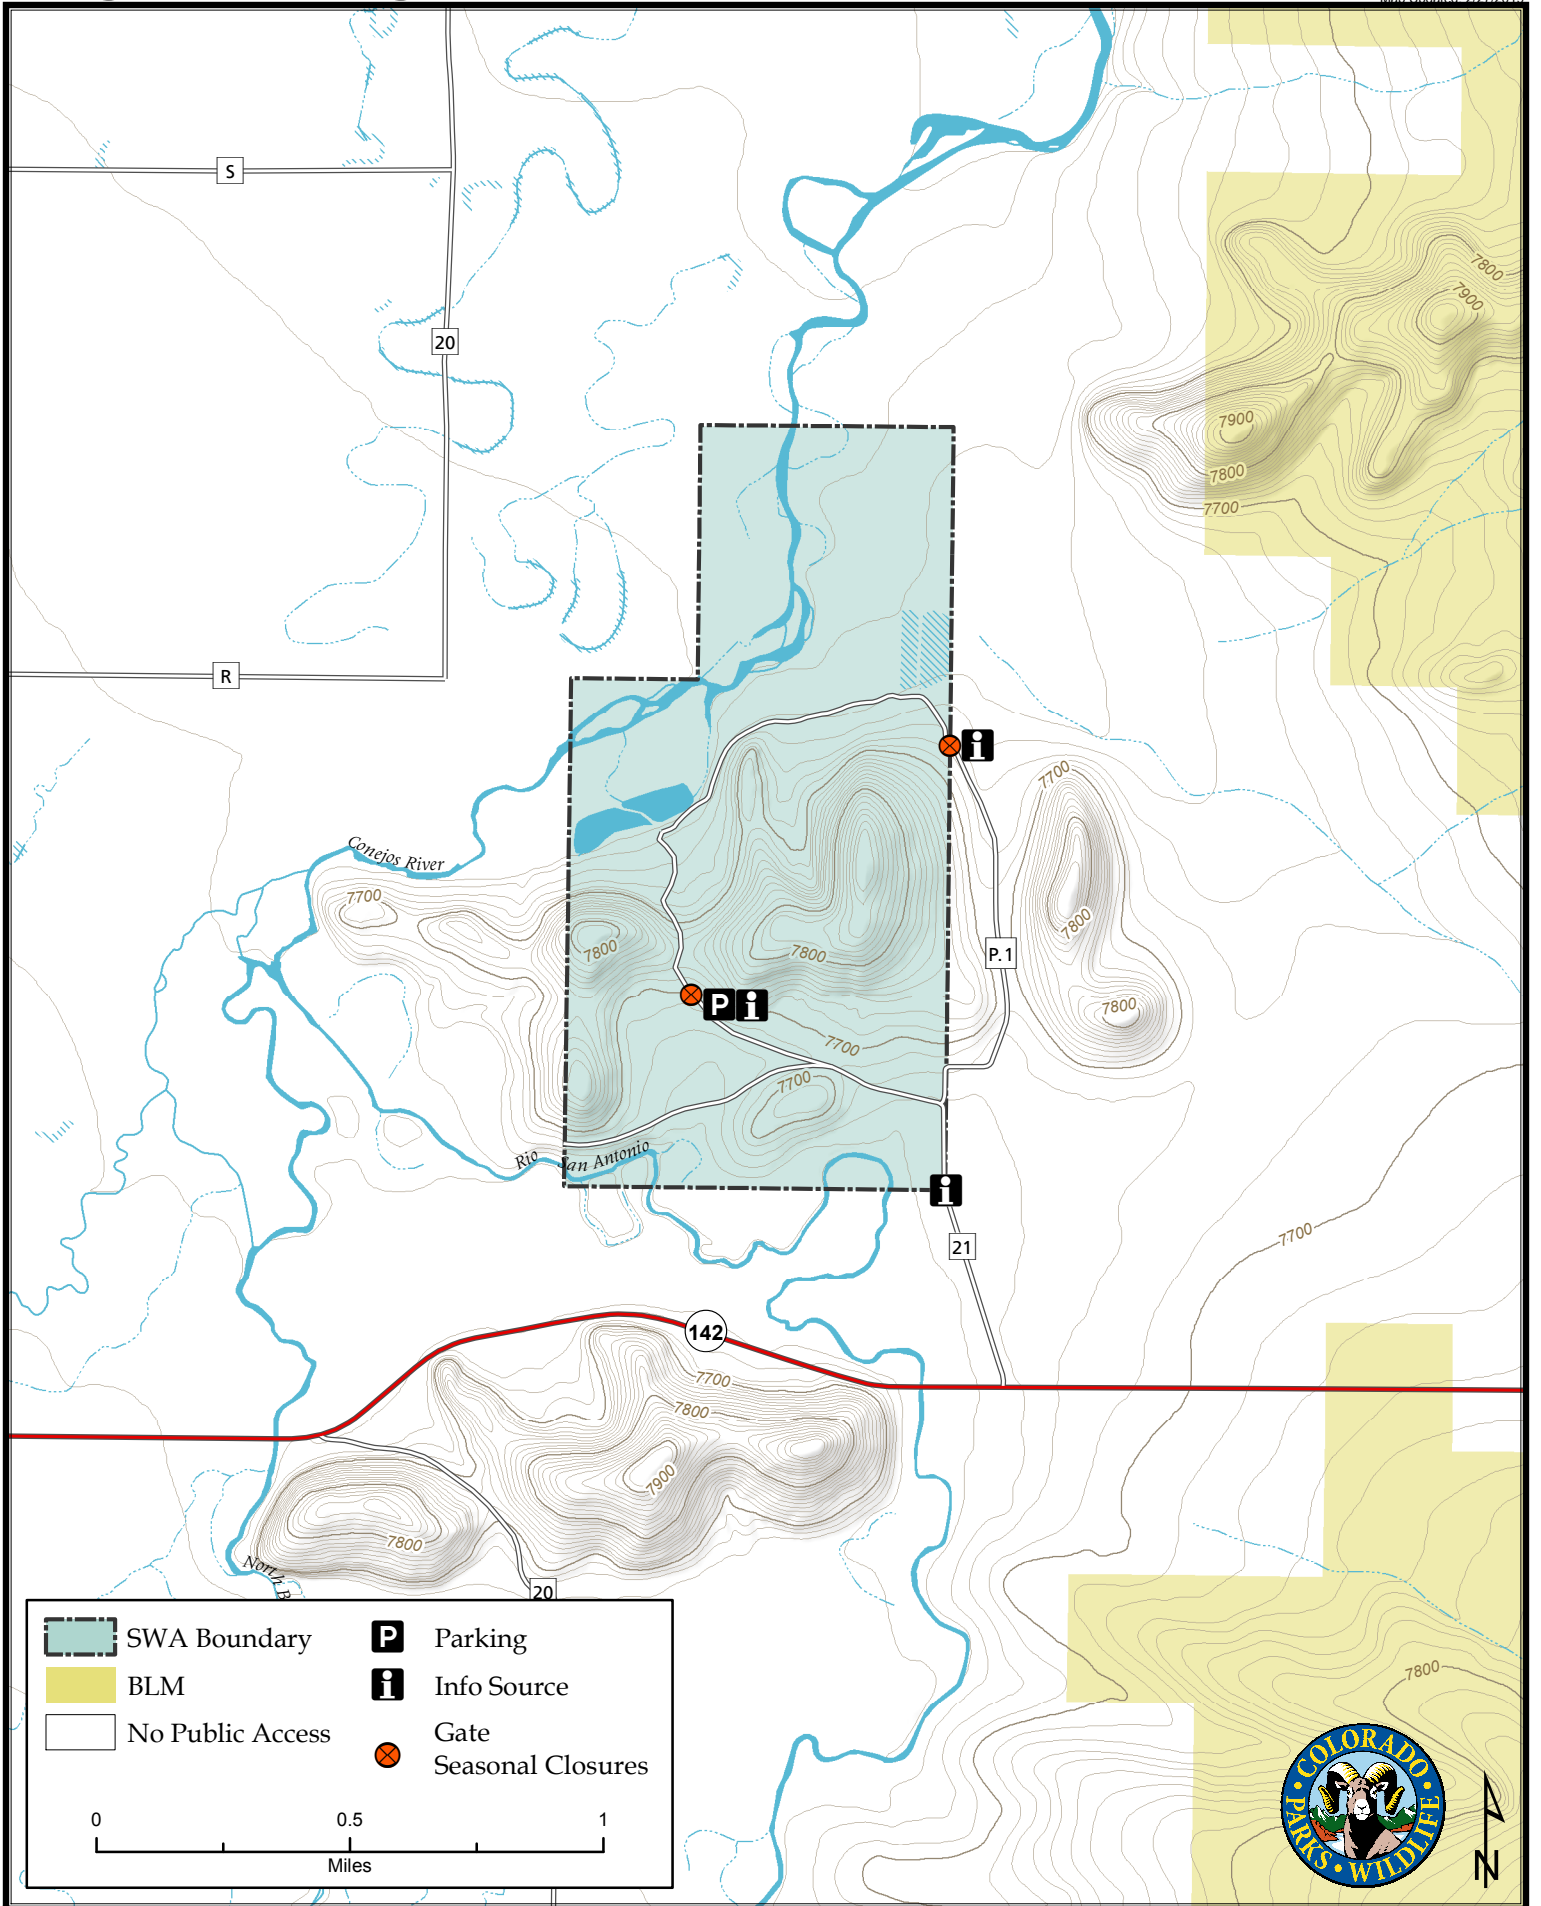 S
20
7800
7900
7900
7800
7700
R
7700
Conejos River
7700
7800
7800
7800
P.1
P
7800
7700
7700
Rio San Antonio
21
7700
142
7700
7800
7900
7800
North B
20
7800
SWA Boundary
BLM
No Public Access
P Parking
Info Source
Gate
Seasonal Closures
0 0.5 1
Miles
COLORADO
PARKS • WILDLIFE
N